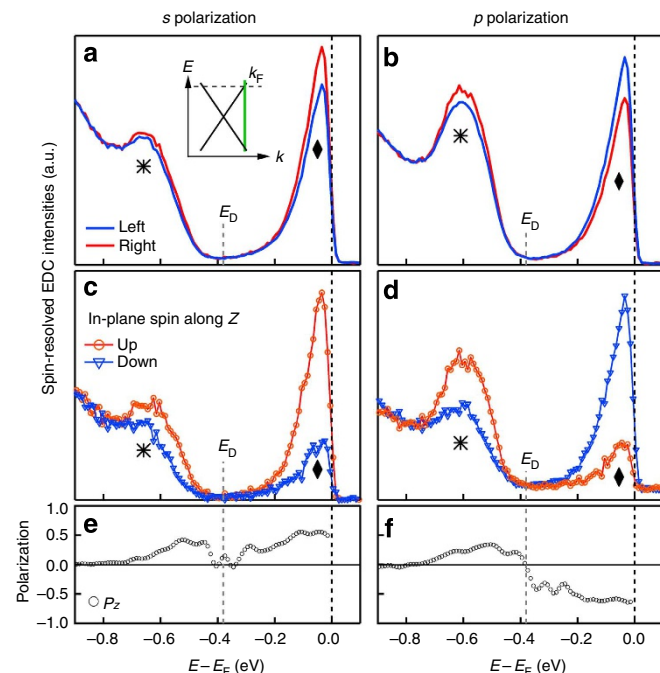 s polarization
p polarization
a
b
E
k_F
k
E_D
E_D
Left
Right
Spin-resolved EDC intensities (a.u.)
c
d
In-plane spin along Z
Up
Down
E_D
E_D
e
f
Polarization
1.0
0.5
0.0
−0.5
−1.0
Pz
−0.8 −0.6 −0.4 −0.2 0.0
−0.8 −0.6 −0.4 −0.2 0.0
E – E_F (eV)
E – E_F (eV)